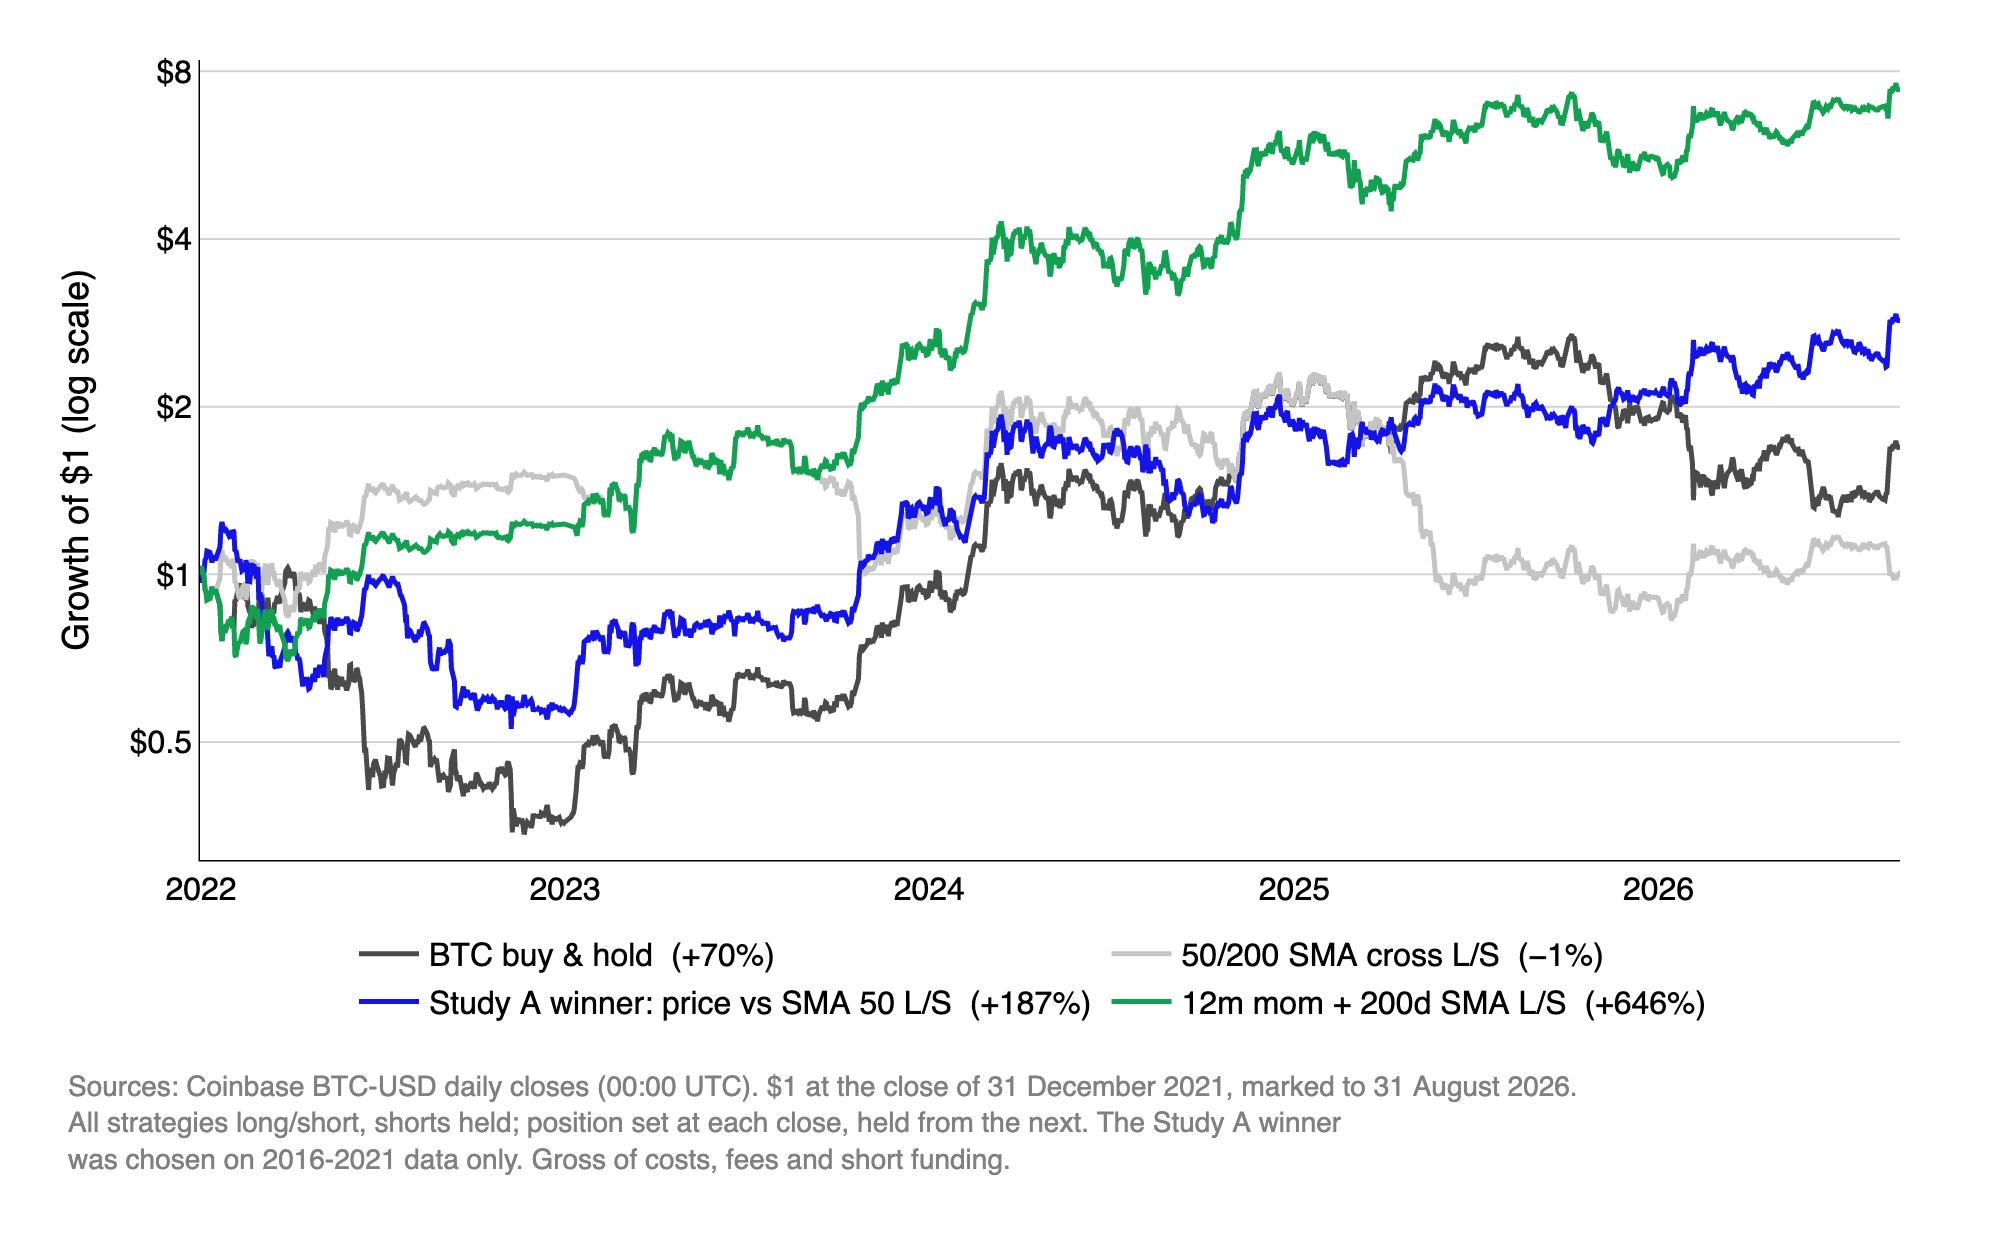 Growth of $1 (log scale)
$8
$4
$2
$1
$0.5
2022 2023 2024 2025 2026
BTC buy & hold (+70%)
50/200 SMA cross L/S (−1%)
Study A winner: price vs SMA 50 L/S (+187%)
12m mom + 200d SMA L/S (+646%)
Sources: Coinbase BTC-USD daily closes (00:00 UTC). $1 at the close of 31 December 2021, marked to 31 August 2026.
All strategies long/short, shorts held; position set at each close, held from the next. The Study A winner
was chosen on 2016-2021 data only. Gross of costs, fees and short funding.